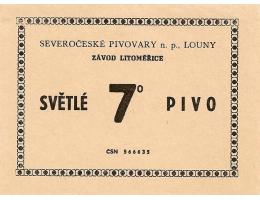 SEVEROČESKÉ PIVOVARY n. p., LOUNY
ZÁVOD LITOMĚŘICE
SVĚTLÉ 7° PIVO
ČSN 566635